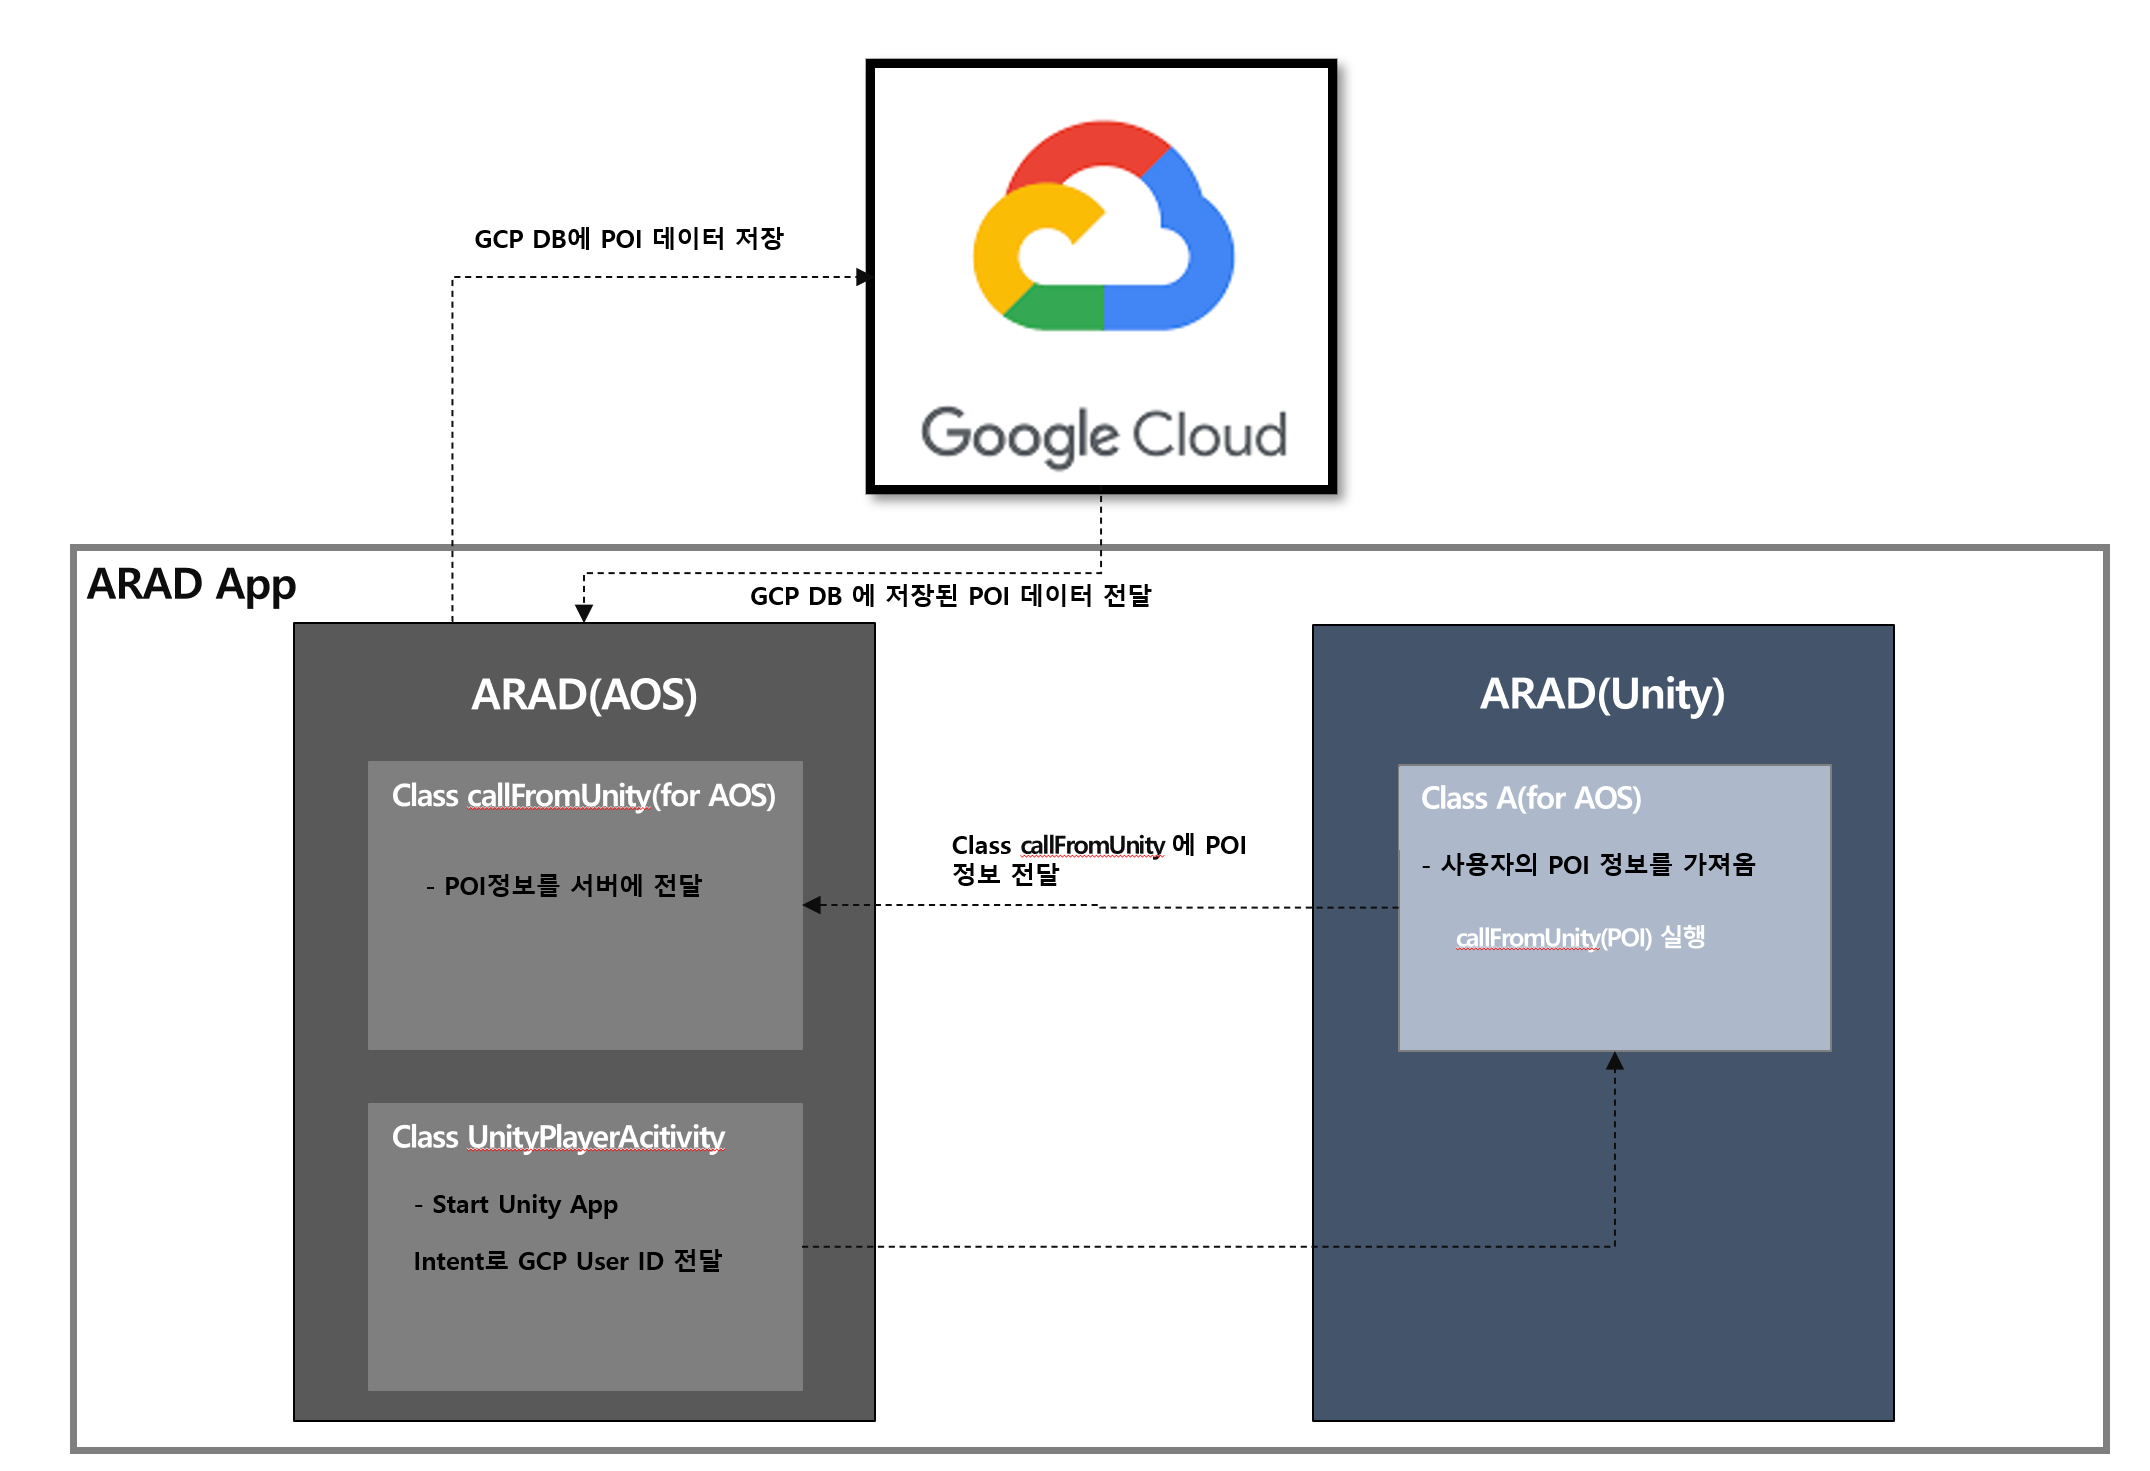 Google Cloud
GCP DB에 POI 데이터 저장
ARAD App
GCP DB 에 저장된 POI 데이터 전달
ARAD(AOS)
Class callFromUnity(for AOS)
- POI정보를 서버에 전달
Class UnityPlayerAcitivity
- Start Unity App
Intent로 GCP User ID 전달
Class callFromUnity 에 POI
정보 전달
ARAD(Unity)
Class A(for AOS)
- 사용자의 POI 정보를 가져옴
callFromUnity(POI) 실행